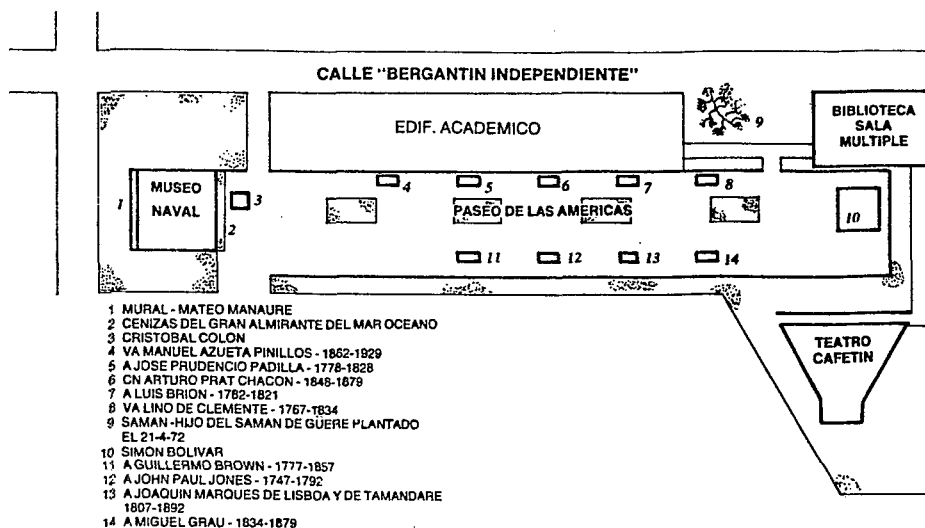 CALLE "BERGANTIN INDEPENDIENTE"
EDIF. ACADEMICO
9
BIBLIOTECA
SALA
MULTIPLE
1
MUSEO
NAVAL
2
3
4
5
6
7
8
PASEO DE LAS AMERICAS
10
11
12
13
14
TEATRO
CAFETIN
1 MURAL - MATEO MANAURE
2 CENIZAS DEL GRAN ALMIRANTE DEL MAR OCEANO
3 CRISTOBAL COLON
4 VA MANUEL AZUETA PINILLOS - 1862-1929
5 A JOSE PRUDENCIO PADILLA - 1778-1828
6 CN ARTURO PRAT CHACON - 1848-1879
7 A LUIS BRION - 1782-1821
8 VA LINO DE CLEMENTE - 1767-1834
9 SAMAN - HIJO DEL SAMAN DE GÜERE PLANTADO
EL 21-4-72
10 SIMON BOLIVAR
11 A GUILLERMO BROWN - 1777-1857
12 A JOHN PAUL JONES - 1747-1792
13 A JOAQUIN MARQUES DE LISBOA Y DE TAMANDARE
1807-1892
14 A MIGUEL GRAU - 1834-1879